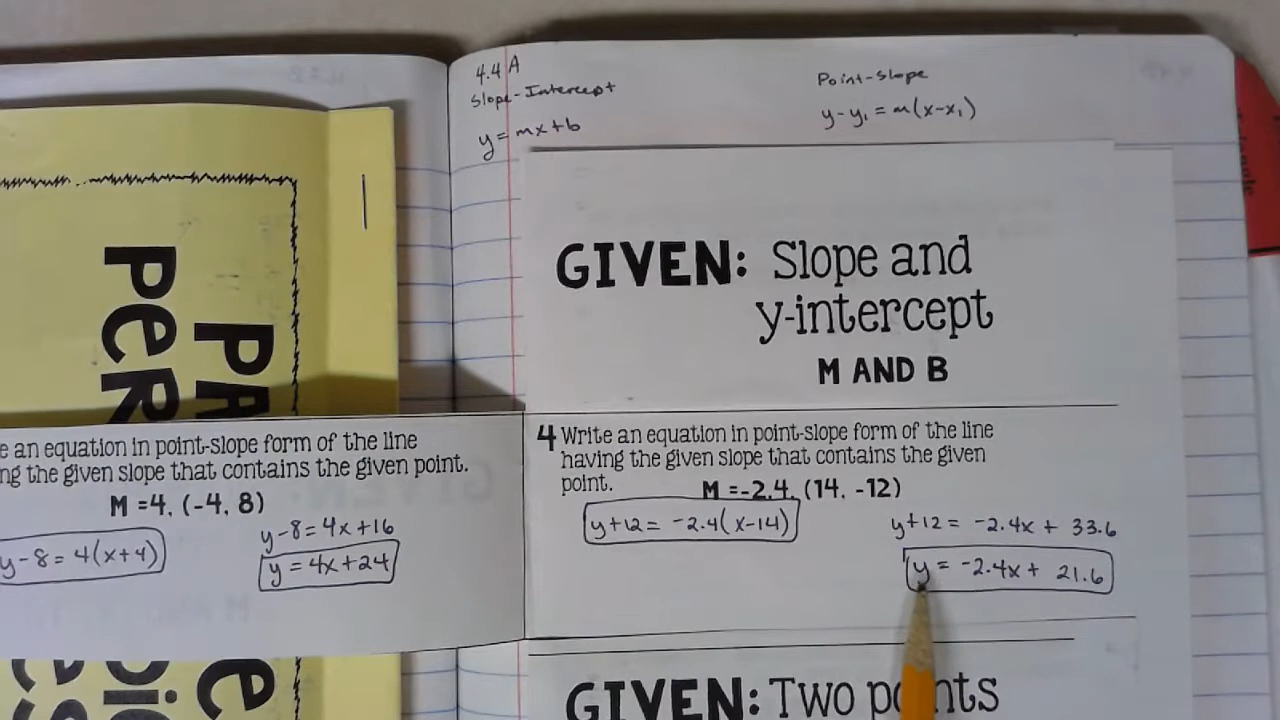 4.4 A
Slope-Intercept
y = mx+b
Point-Slope
y-y₁ = m(x-x₁)
GIVEN: Slope and
y-intercept
M AND B
PeR
PA
e an equation in point-slope form of the line
ng the given slope that contains the given point.
M =4, (-4, 8)
y-8 = 4(x+4)
y-8 = 4x+16
y = 4x+24
4 Write an equation in point-slope form of the line
having the given slope that contains the given
point.
M =-2.4, (14, -12)
y+12 = -2.4(x-14)
y+12 = -2.4x + 33.6
y = -2.4x + 21.6
GIVEN: Two points